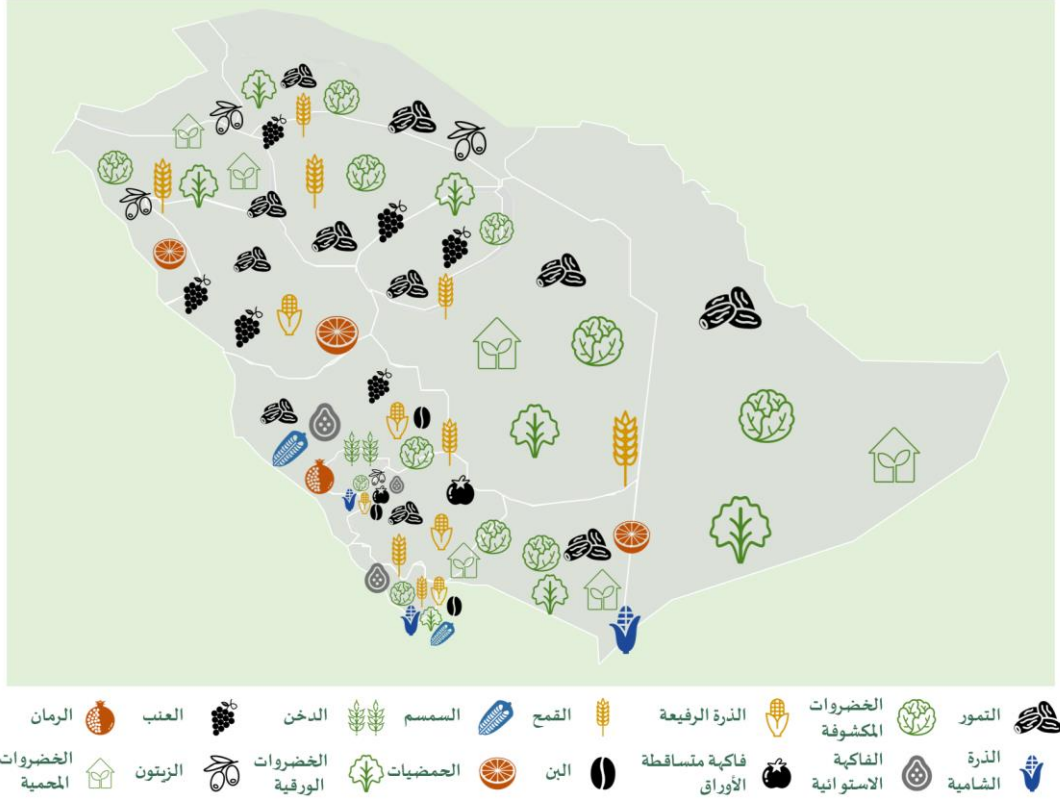 التمور
الخضروات
المكشوفة
الذرة الرفيعة
القمح
السمسم
الدخن
العنب
الرمان
الذرة
الشامية
الفاكهة
الاستوائية
فاكهة متساقطة
الأوراق
البن
الحمضيات
الخضروات
الورقية
الزيتون
الخضروات
المحمية